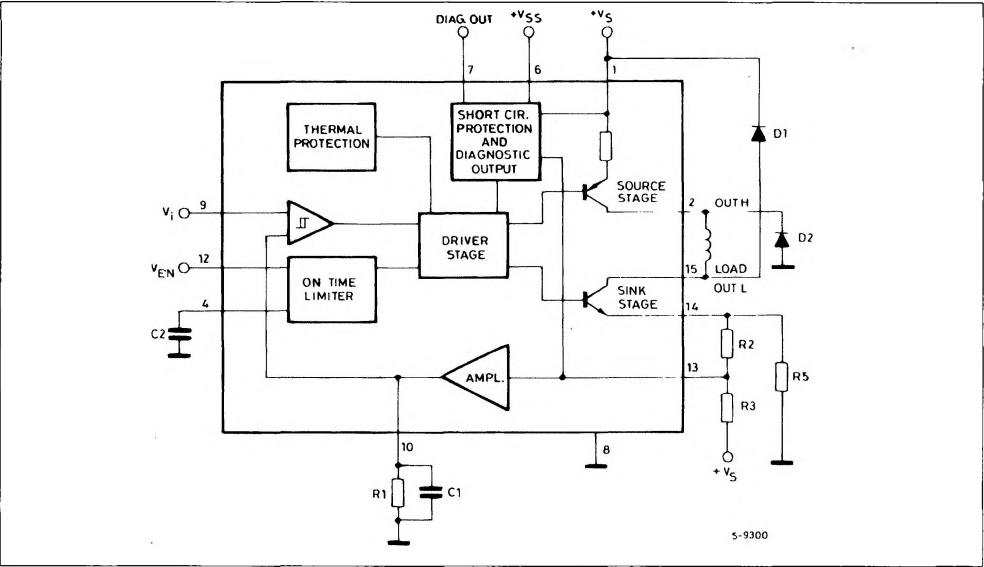 DIAG. OUT
+VSS
+VS
7
6
1
THERMAL
PROTECTION
SHORT CIR.
PROTECTION
AND
DIAGNOSTIC
OUTPUT
D1
SOURCE
STAGE
2
OUT H
Vi
9
DRIVER
STAGE
D2
VEN
12
ON TIME
LIMITER
15
LOAD
OUT L
SINK
STAGE
4
14
C2
R2
AMPL.
13
R5
R3
10
8
+VS
R1
C1
S-9300